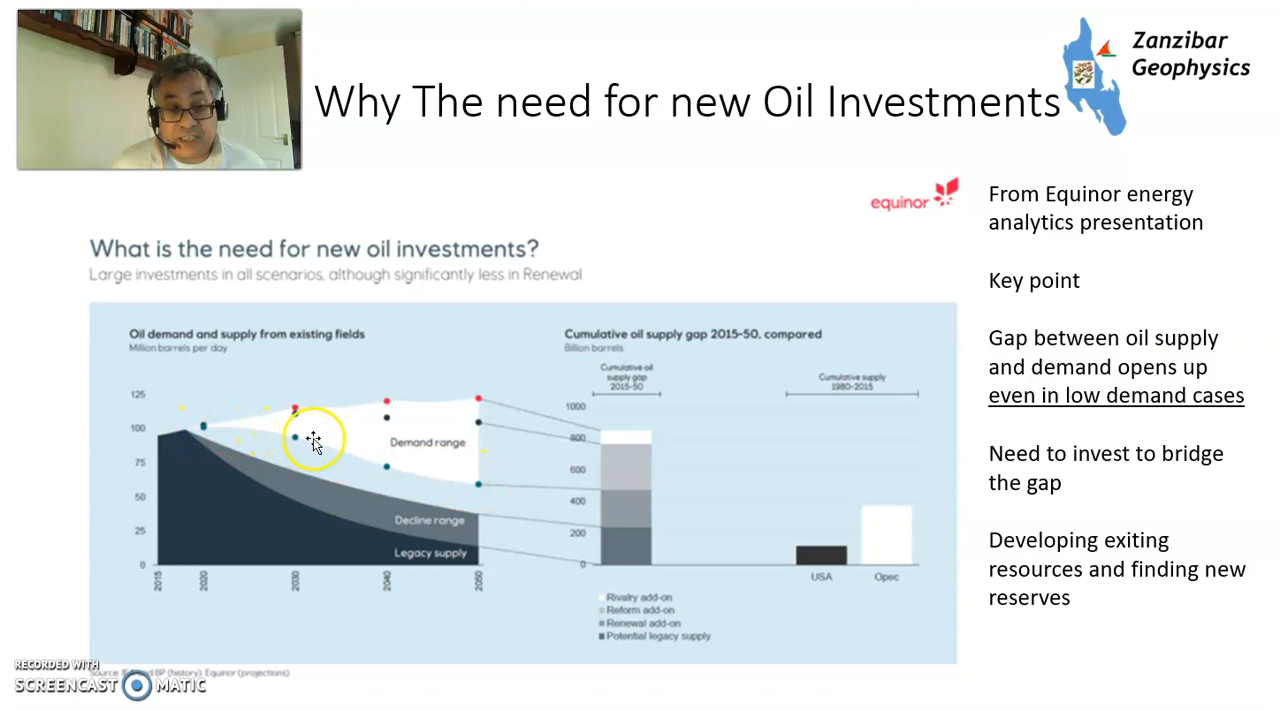 Why The need for new Oil Investments
Zanzibar
Geophysics
equinor
From Equinor energy
analytics presentation
Key point
Gap between oil supply
and demand opens up
even in low demand cases
Need to invest to bridge
the gap
Developing exiting
resources and finding new
reserves
What is the need for new oil investments?
Large investments in all scenarios, although significantly less in Renewal
Oil demand and supply from existing fields
Million barrels per day
125
100
75
50
25
0
2015
2020
2030
2040
2050
Demand range
Decline range
Legacy supply
Cumulative oil supply gap 2015-50, compared
Billion barrels
Cumulative oil
supply gap
2015-50
Cumulative supply
1980-2015
1000
800
600
400
200
0
USA
Opec
Rivalry add-on
Reform add-on
Renewal add-on
Potential legacy supply
BP (history), Equinor (projections)
RECORDED WITH
SCREENCAST MATIC